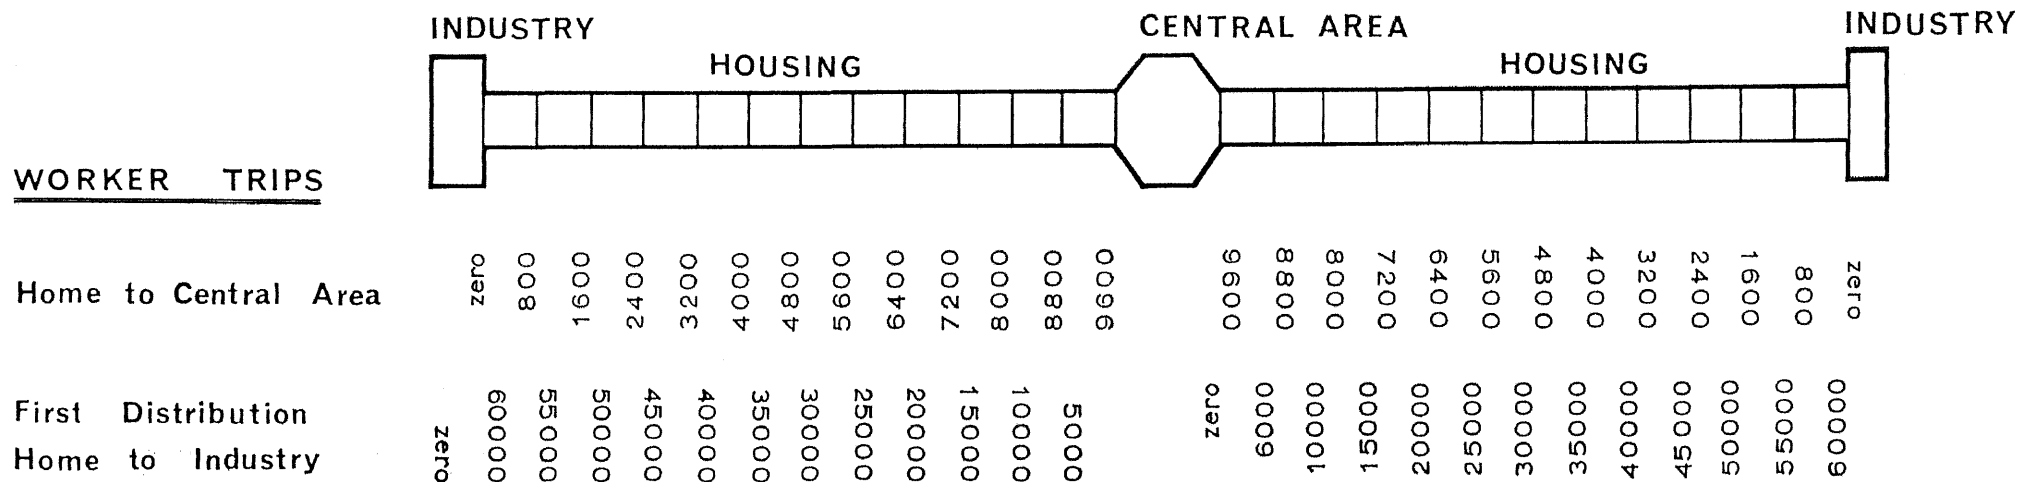 INDUSTRY CENTRAL AREA INDUSTRY
HOUSING HOUSING
WORKER TRIPS
Home to Central Area zero 800 1600 2400 3200 4000 4800 5600 6400 7200 8000 8800 9600 9600 8800 8000 7200 6400 5600 4800 4000 3200 2400 1600 800 zero
First Distribution
Home to Industry zero 60000 55000 50000 45000 40000 35000 30000 25000 20000 15000 10000 5000 zero 6000 10000 15000 20000 25000 30000 35000 40000 45000 50000 55000 60000